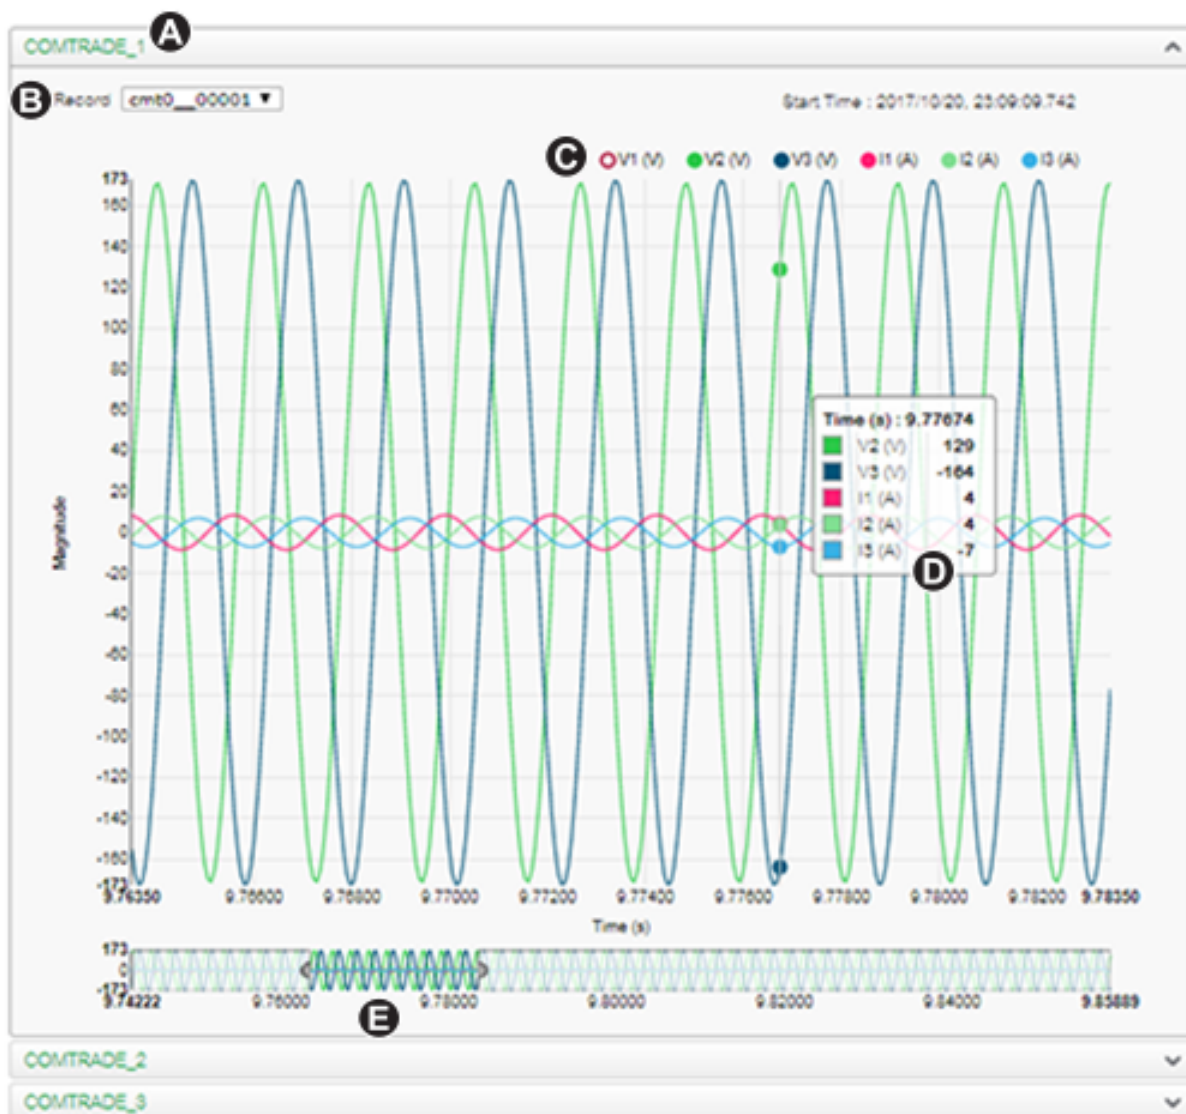 COMTRADE_1 A
B Record cmt0__00001 ▼ Start Time : 2017/10/20, 23:09:09.742
C V1 (V) V2 (V) V3 (V) I1 (A) I2 (A) I3 (A)
173
160
140
120
100
80
60
40
20
0
-20
-40
-60
-80
-100
-120
-140
-160
-173
Magnitude
Time (s) : 9.77674
V2 (V) 129
V3 (V) -164
I1 (A) 4
I2 (A) 4
I3 (A) -7
D
9.76350 9.76600 9.76800 9.77000 9.77200 9.77400 9.77600 9.77800 9.78000 9.78200 9.78350
Time (s)
173
0
-173
9.74222 9.76000 9.78000 9.80000 9.82000 9.84000 9.85889
E
COMTRADE_2
COMTRADE_3